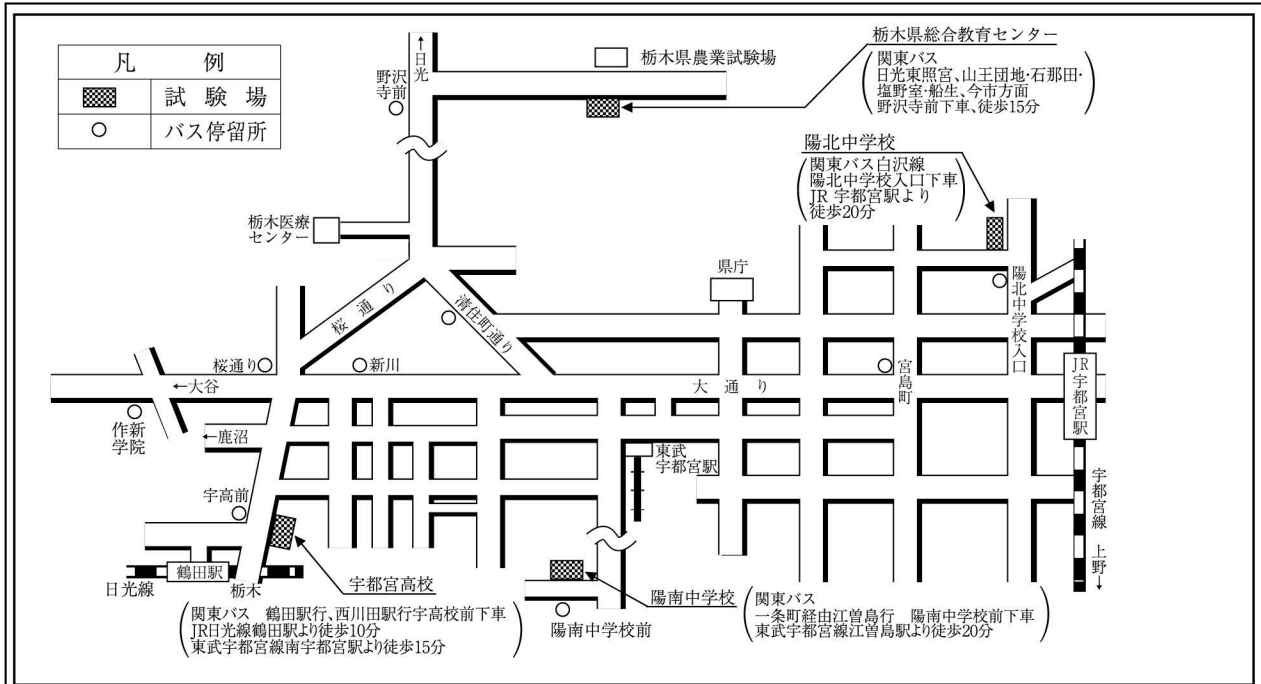 凡 例
試 験 場
バス停留所
↑日光
野沢寺前
栃木県農業試験場
栃木県総合教育センター
(関東バス
日光東照宮、山王団地・石那田・
塩野室・船生、今市方面
野沢寺前下車、徒歩15分)
陽北中学校
(関東バス白沢線
陽北中学校入口下車
JR 宇都宮駅より
徒歩20分)
栃木医療
センター
県庁
桜通り
清住町通り
陽北中学校入口
桜通り
新川
←大谷
大通り
宮島町
JR宇都宮駅
作新
学院
←鹿沼
東武
宇都宮駅
宇高前
宇都宮線
上野→
日光線
鶴田駅
栃木
宇都宮高校
(関東バス 鶴田駅行、西川田駅行宇高校前下車
JR日光線鶴田駅より徒歩10分
東武宇都宮線南宇都宮駅より徒歩15分)
陽南中学校
陽南中学校前
(関東バス
一条町経由江曽島行 陽南中学校前下車
東武宇都宮線江曽島駅より徒歩20分)